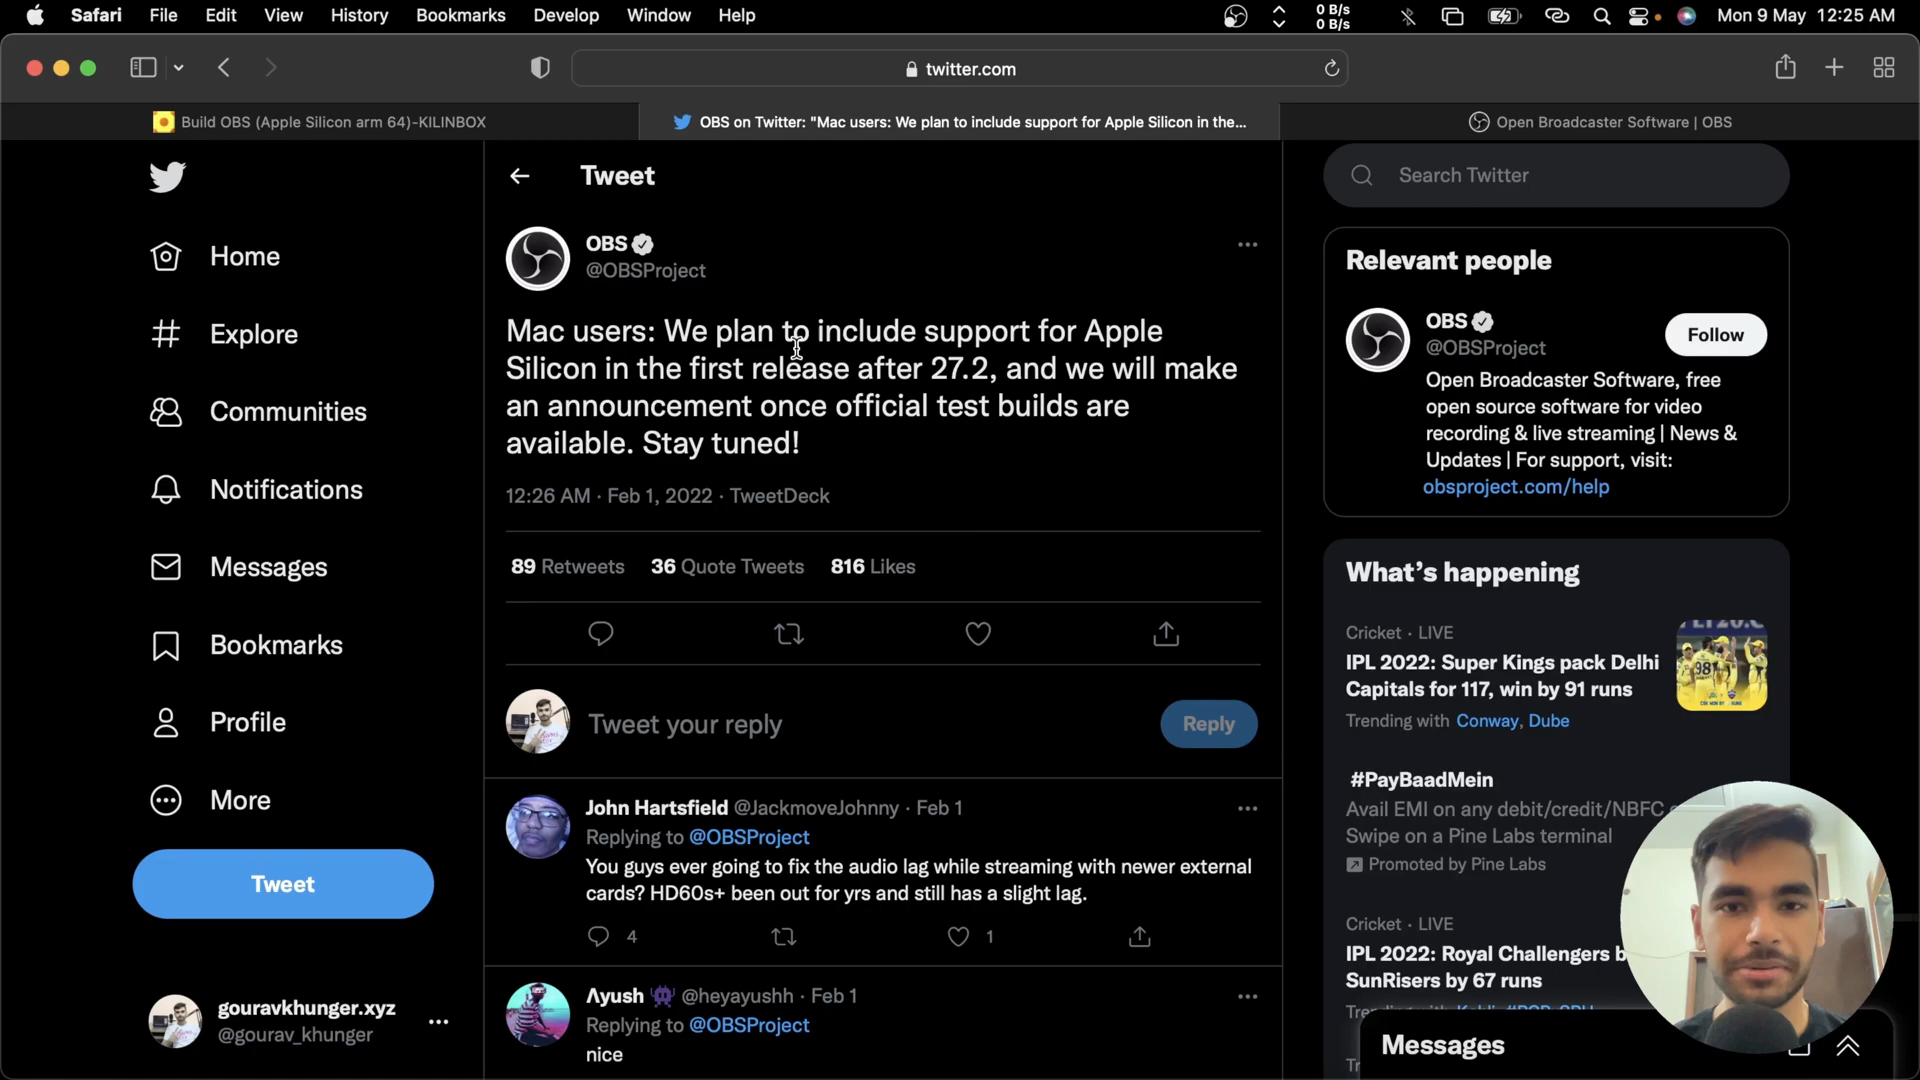 Safari File Edit View History Bookmarks Develop Window Help
0 B/s
0 B/s
Mon 9 May 12:25 AM
twitter.com
Build OBS (Apple Silicon arm 64)-KILINBOX
OBS on Twitter: "Mac users: We plan to include support for Apple Silicon in the...
Open Broadcaster Software | OBS
Home
Explore
Communities
Notifications
Messages
Bookmarks
Profile
More
Tweet
gouravkhunger.xyz
@gourav_khunger
Tweet
OBS
@OBSProject
Mac users: We plan to include support for Apple
Silicon in the first release after 27.2, and we will make
an announcement once official test builds are
available. Stay tuned!
12:26 AM · Feb 1, 2022 · TweetDeck
89 Retweets 36 Quote Tweets 816 Likes
Tweet your reply
Reply
John Hartsfield @JackmoveJohnny · Feb 1
Replying to @OBSProject
You guys ever going to fix the audio lag while streaming with newer external
cards? HD60s+ been out for yrs and still has a slight lag.
4 1
Ayush @heyayushh · Feb 1
Replying to @OBSProject
nice
Search Twitter
Relevant people
OBS
@OBSProject
Follow
Open Broadcaster Software, free
open source software for video
recording & live streaming | News &
Updates | For support, visit:
obsproject.com/help
What's happening
Cricket · LIVE
IPL 2022: Super Kings pack Delhi
Capitals for 117, win by 91 runs
Trending with Conway, Dube
98
#PayBaadMein
Avail EMI on any debit/credit/NBFC
Swipe on a Pine Labs terminal
Promoted by Pine Labs
Cricket · LIVE
IPL 2022: Royal Challengers
SunRisers by 67 runs
Messages